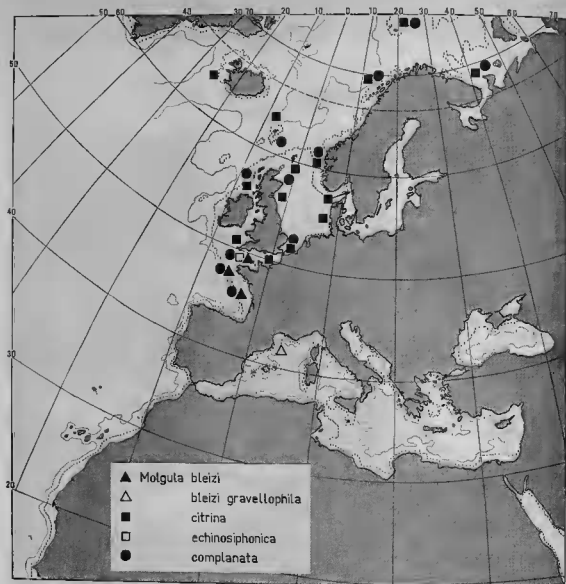 50 60 40 30 70 20 10 0 10 20 30 40 50 60 70
50
40
30
20
Molgula bleizi
bleizi gravellophila
citrina
echinosiphonica
complanata